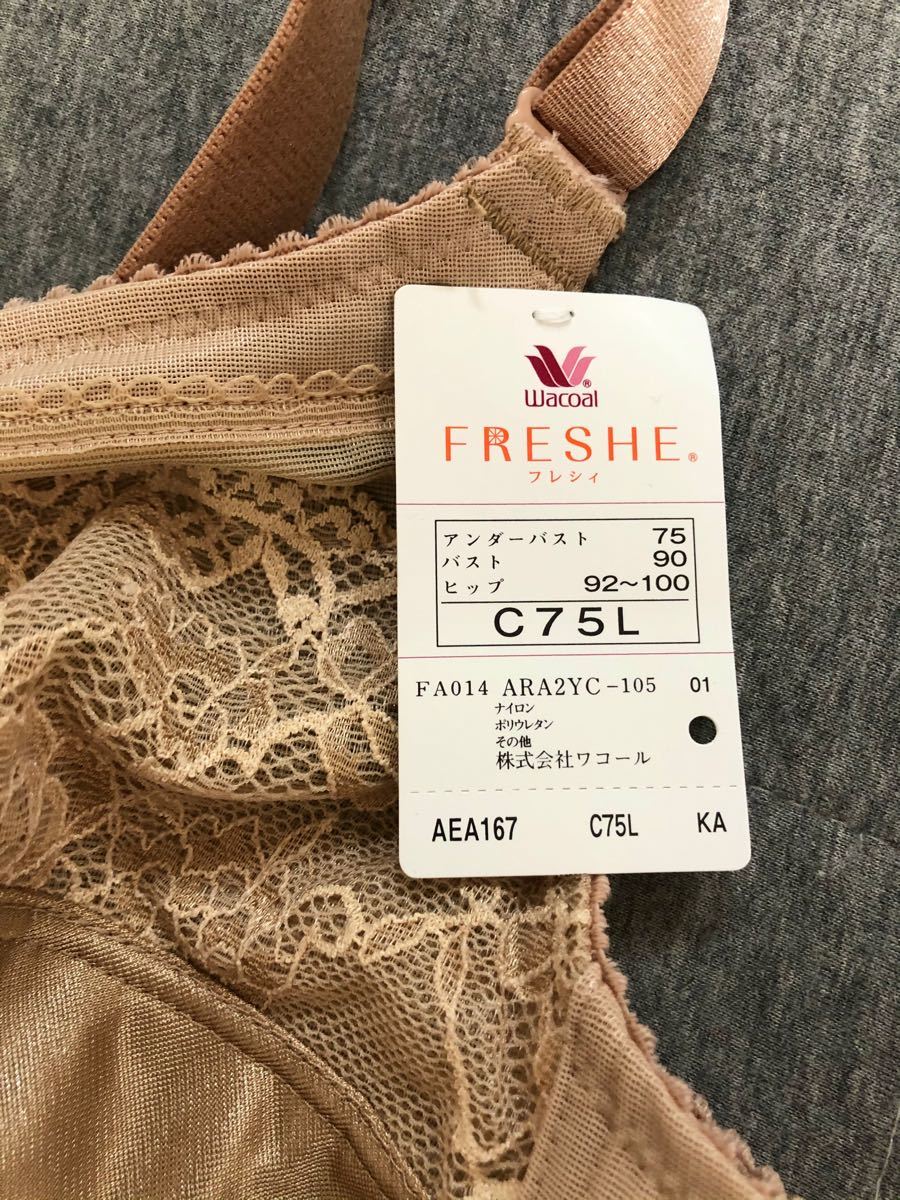 Wacoal®
FRESHE®
フレシィ
アンダーバスト 75
バスト 90
ヒップ 92～100
C75L
FA014 ARA2YC-105 01
ナイロン
ポリウレタン
その他
株式会社ワコール
AEA167 C75L KA